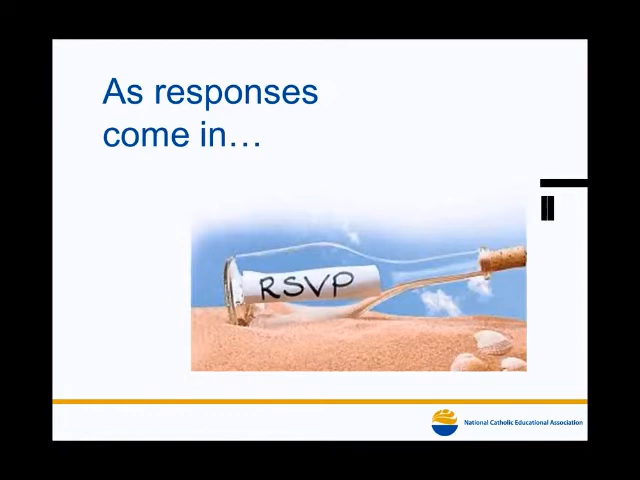 As responses
come in…
RSVP
National Catholic Educational Association